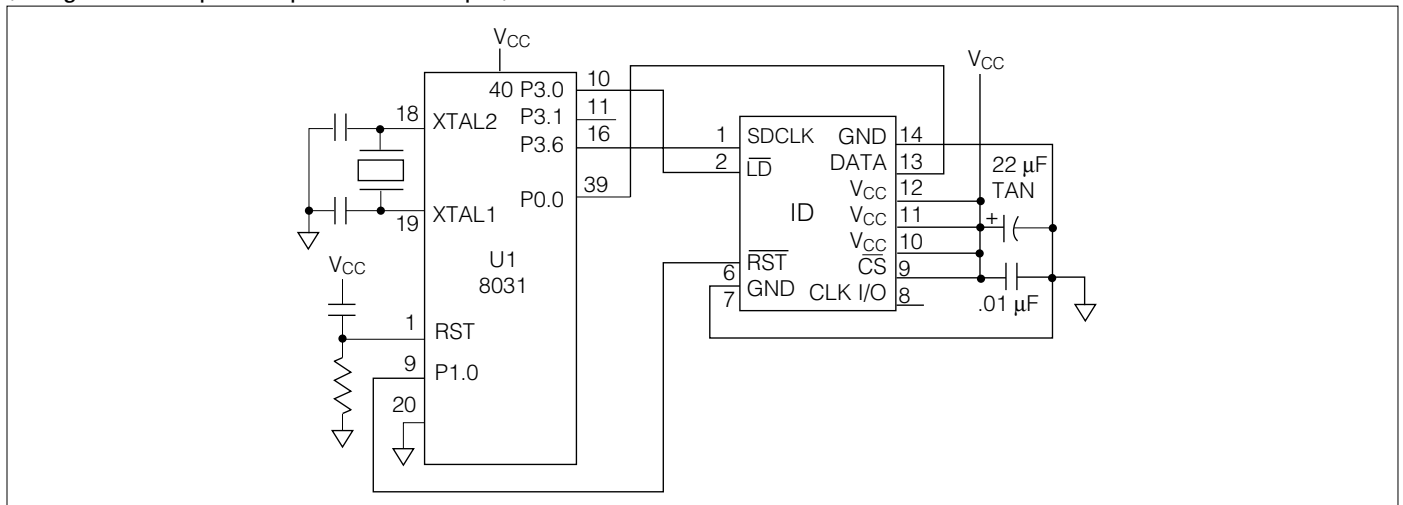 VCC
40 P3.0 10
P3.1 11
P3.6 16
P0.0 39
18 XTAL2
19 XTAL1
U1
8031
VCC
1 RST
9 P1.0
20
1 SDCLK
2 LD
ID
6 RST
7 GND
GND 14
DATA 13
VCC 12
VCC 11
VCC 10
CS 9
CLK I/O 8
VCC
22 µF
TAN
+
.01 µF